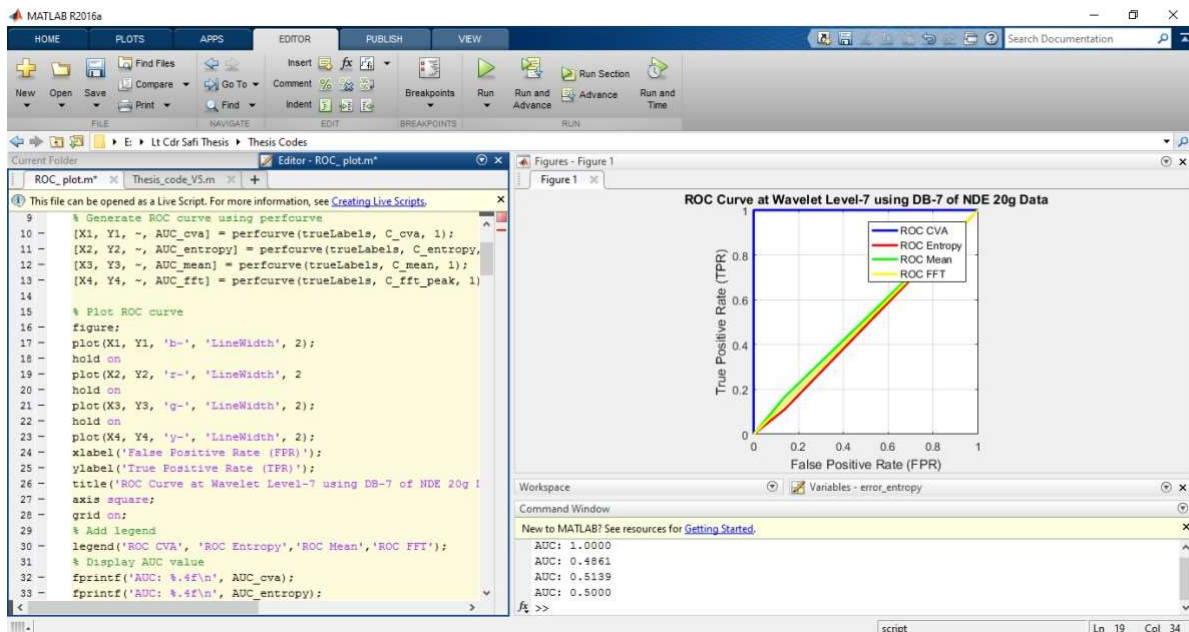 MATLAB R2016a
HOME PLOTS APPS EDITOR PUBLISH VIEW
Search Documentation
New Open Save
Find Files
Compare
Print
Go To
Find
Insert fx
Comment
Indent
Breakpoints
Run
Run and Advance
Run Section
Advance
Run and Time
FILE NAVIGATE EDIT BREAKPOINTS RUN
E: Lt Cdr Safi Thesis Thesis Codes
Current Folder
Editor - ROC_ plot.m*
ROC_ plot.m* Thesis_code_V5.m +
This file can be opened as a Live Script. For more information, see Creating Live Scripts.
9 % Generate ROC curve using perfcurve
10 - [X1, Y1, ~, AUC_cva] = perfcurve(trueLabels, C_cva, 1);
11 - [X2, Y2, ~, AUC_entropy] = perfcurve(trueLabels, C_entropy,
12 - [X3, Y3, ~, AUC_mean] = perfcurve(trueLabels, C_mean, 1);
13 - [X4, Y4, ~, AUC_fft] = perfcurve(trueLabels, C_fft_peak, 1)
14
15 % Plot ROC curve
16 - figure;
17 - plot(X1, Y1, 'b-', 'LineWidth', 2);
18 - hold on
19 - plot(X2, Y2, 'r-', 'LineWidth', 2
20 - hold on
21 - plot(X3, Y3, 'g-', 'LineWidth', 2);
22 - hold on
23 - plot(X4, Y4, 'y-', 'LineWidth', 2);
24 - xlabel('False Positive Rate (FPR)');
25 - ylabel('True Positive Rate (TPR)');
26 - title('ROC Curve at Wavelet Level-7 using DB-7 of NDE 20g
27 - axis square;
28 - grid on;
29 % Add legend
30 - legend('ROC CVA', 'ROC Entropy','ROC Mean','ROC FFT');
31 % Display AUC value
32 - fprintf('AUC: %.4f\n', AUC_cva);
33 - fprintf('AUC: %.4f\n', AUC_entropy);
Figures - Figure 1
Figure 1
ROC Curve at Wavelet Level-7 using DB-7 of NDE 20g Data
ROC CVA
ROC Entropy
ROC Mean
ROC FFT
True Positive Rate (TPR)
1
0.8
0.6
0.4
0.2
0
0 0.2 0.4 0.6 0.8 1
False Positive Rate (FPR)
Workspace
Variables - error_entropy
Command Window
New to MATLAB? See resources for Getting Started.
AUC: 1.0000
AUC: 0.4861
AUC: 0.5139
AUC: 0.5000
fx >>
script
Ln 19 Col 34